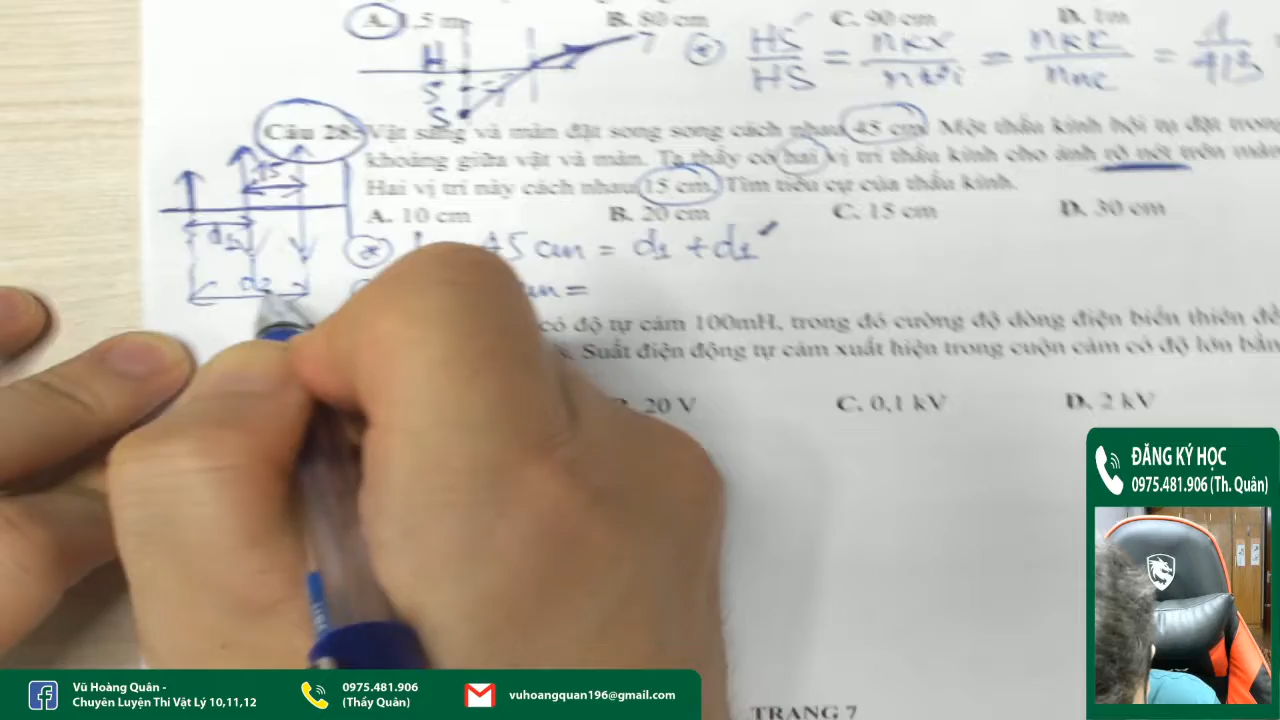 A. 1,5 m B. 80 cm C. 90 cm D. 1m
H
S'
S
HS' / HS = nkx / ntới = nkk / nnc = 1 / 4/3
Câu 28: Vật sáng và màn đặt song song cách nhau 45 cm. Một thấu kính hội tụ đặt trong
khoảng giữa vật và màn. Ta thấy có hai vị trí thấu kính cho ảnh rõ nét trên màn
Hai vị trí này cách nhau 15 cm. Tìm tiêu cự của thấu kính.
15
A. 10 cm B. 20 cm C. 15 cm D. 30 cm
d1
* 45 cm = d1 + d1'
d2
=
có độ tự cảm 100mH, trong đó cường độ dòng điện biến thiên đề
Suất điện động tự cảm xuất hiện trong cuộn cảm có độ lớn bằn
20 V C. 0,1 kV D. 2 kV
ĐĂNG KÝ HỌC
0975.481.906 (Th. Quân)
Vũ Hoàng Quân -
Chuyên Luyện Thi Vật Lý 10,11,12
0975.481.906
(Thầy Quân)
vuhoangquan196@gmail.com
TRANG 7